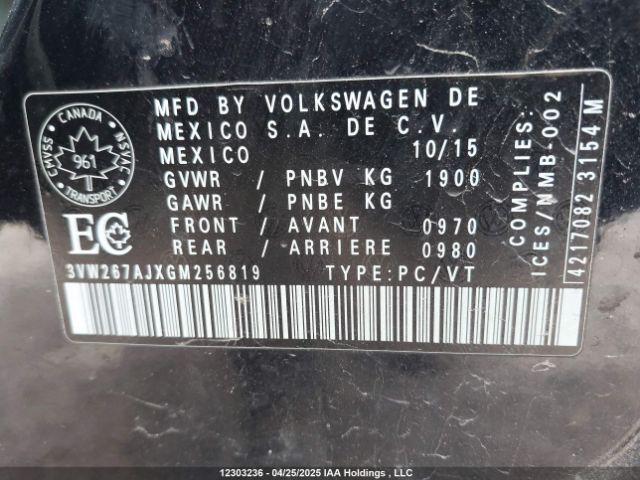 CANADA
CMVSS
NSVAC
961
TRANSPORT
MFD BY VOLKSWAGEN DE
MEXICO S.A. DE C.V.
MEXICO 10/15
GVWR / PNBV KG 1900
GAWR / PNBE KG
FRONT / AVANT 0970
REAR / ARRIERE 0980
EC
3VW267AJXGM256819 TYPE:PC/VT
COMPLIES:
ICES/NMB-002
4217082 3154 M
12303236 - 04/25/2025 IAA Holdings , LLC